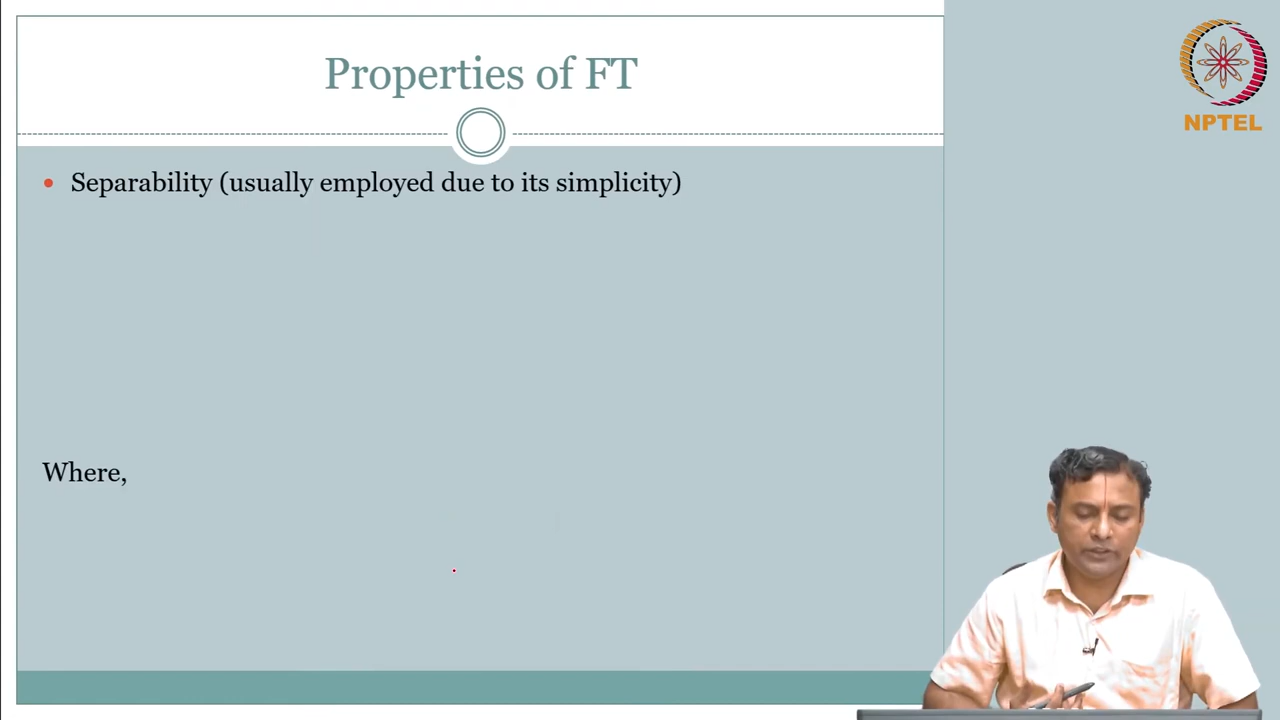 Properties of FT
NPTEL
• Separability (usually employed due to its simplicity)
Where,